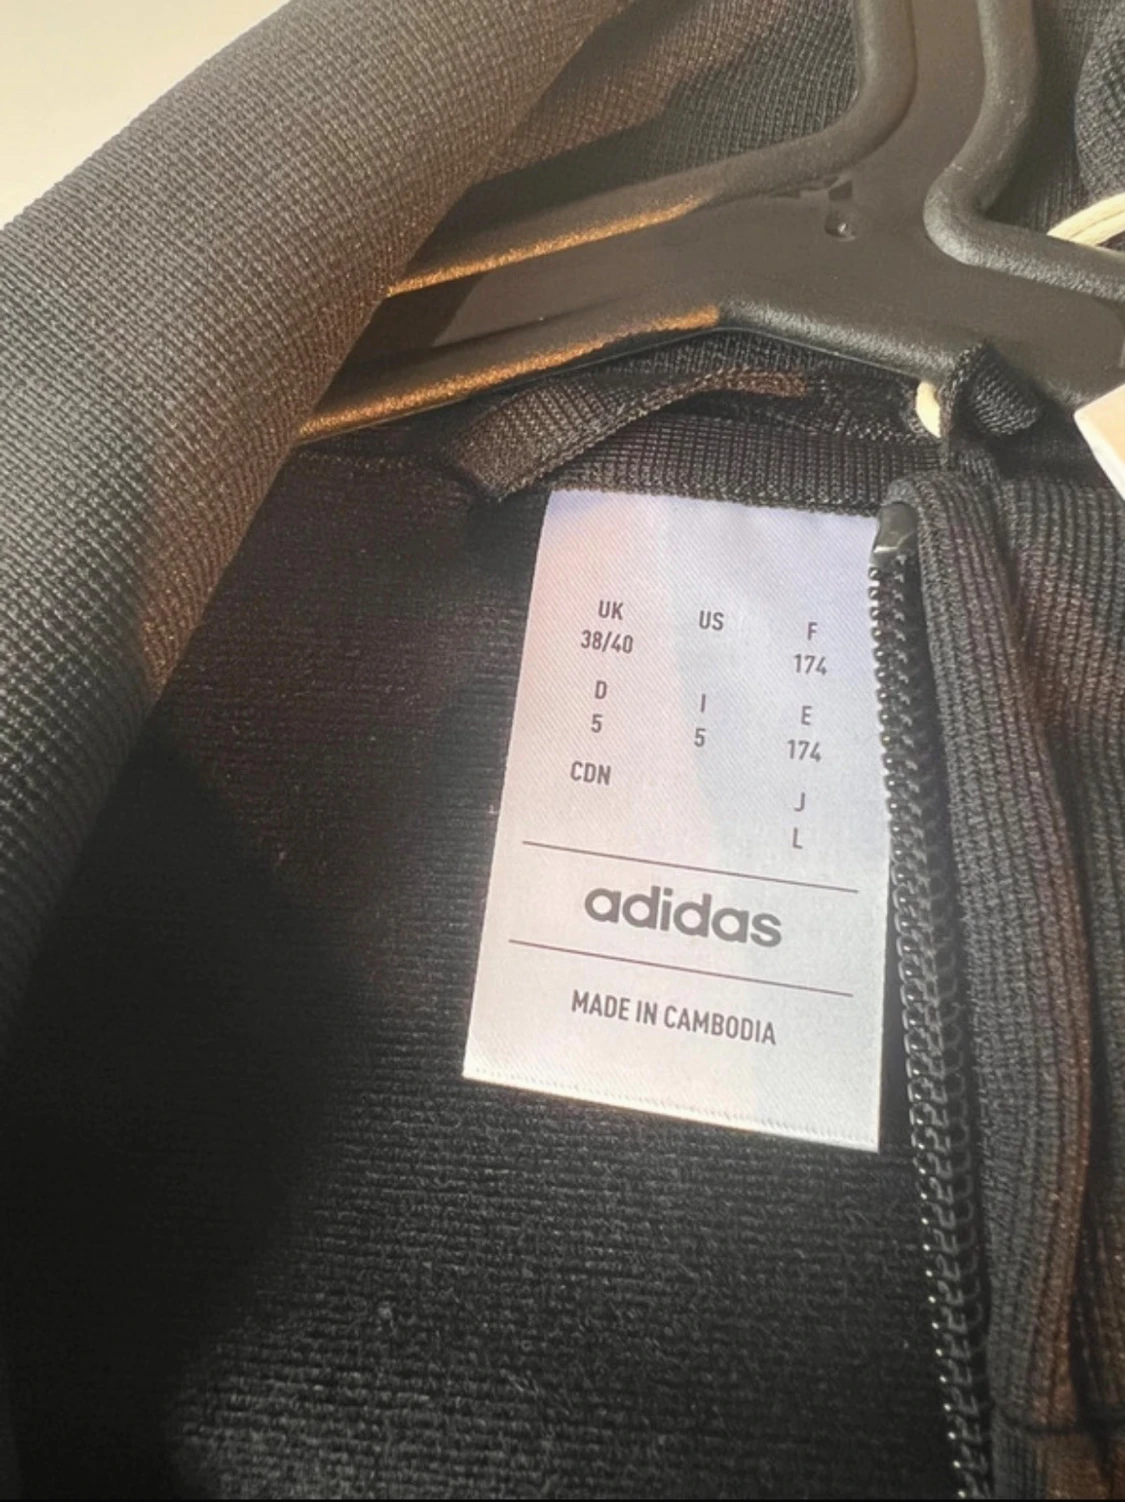 UK US F
38/40 174
D I E
5 5 174
CDN J
L
adidas
MADE IN CAMBODIA